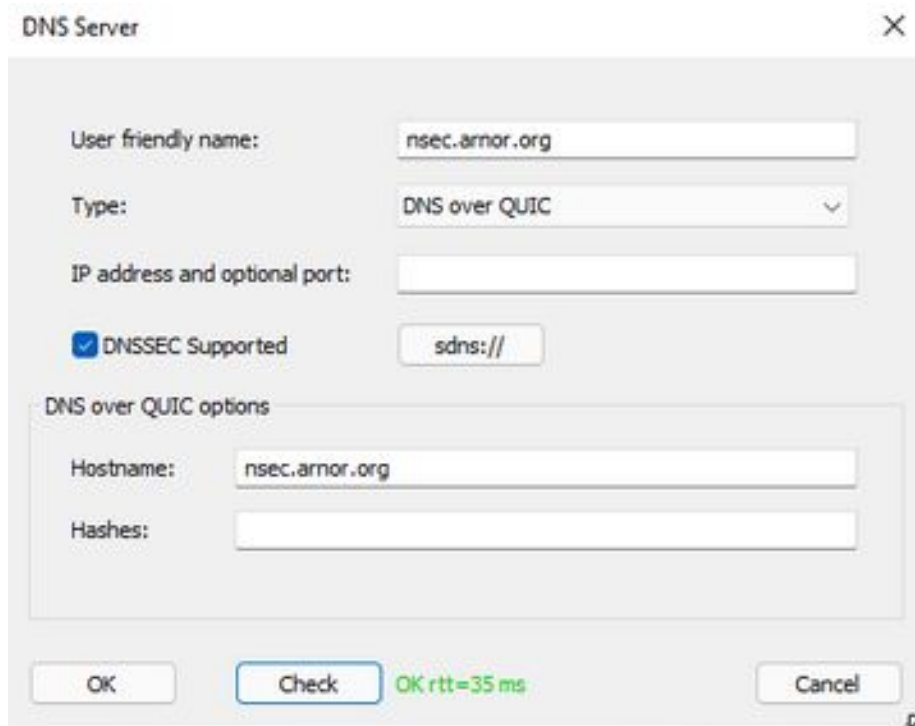 DNS Server
User friendly name: nsec.arnor.org
Type: DNS over QUIC
IP address and optional port:
DNSSEC Supported sdns://
DNS over QUIC options
Hostname: nsec.arnor.org
Hashes:
OK Check OK rtt=35 ms Cancel